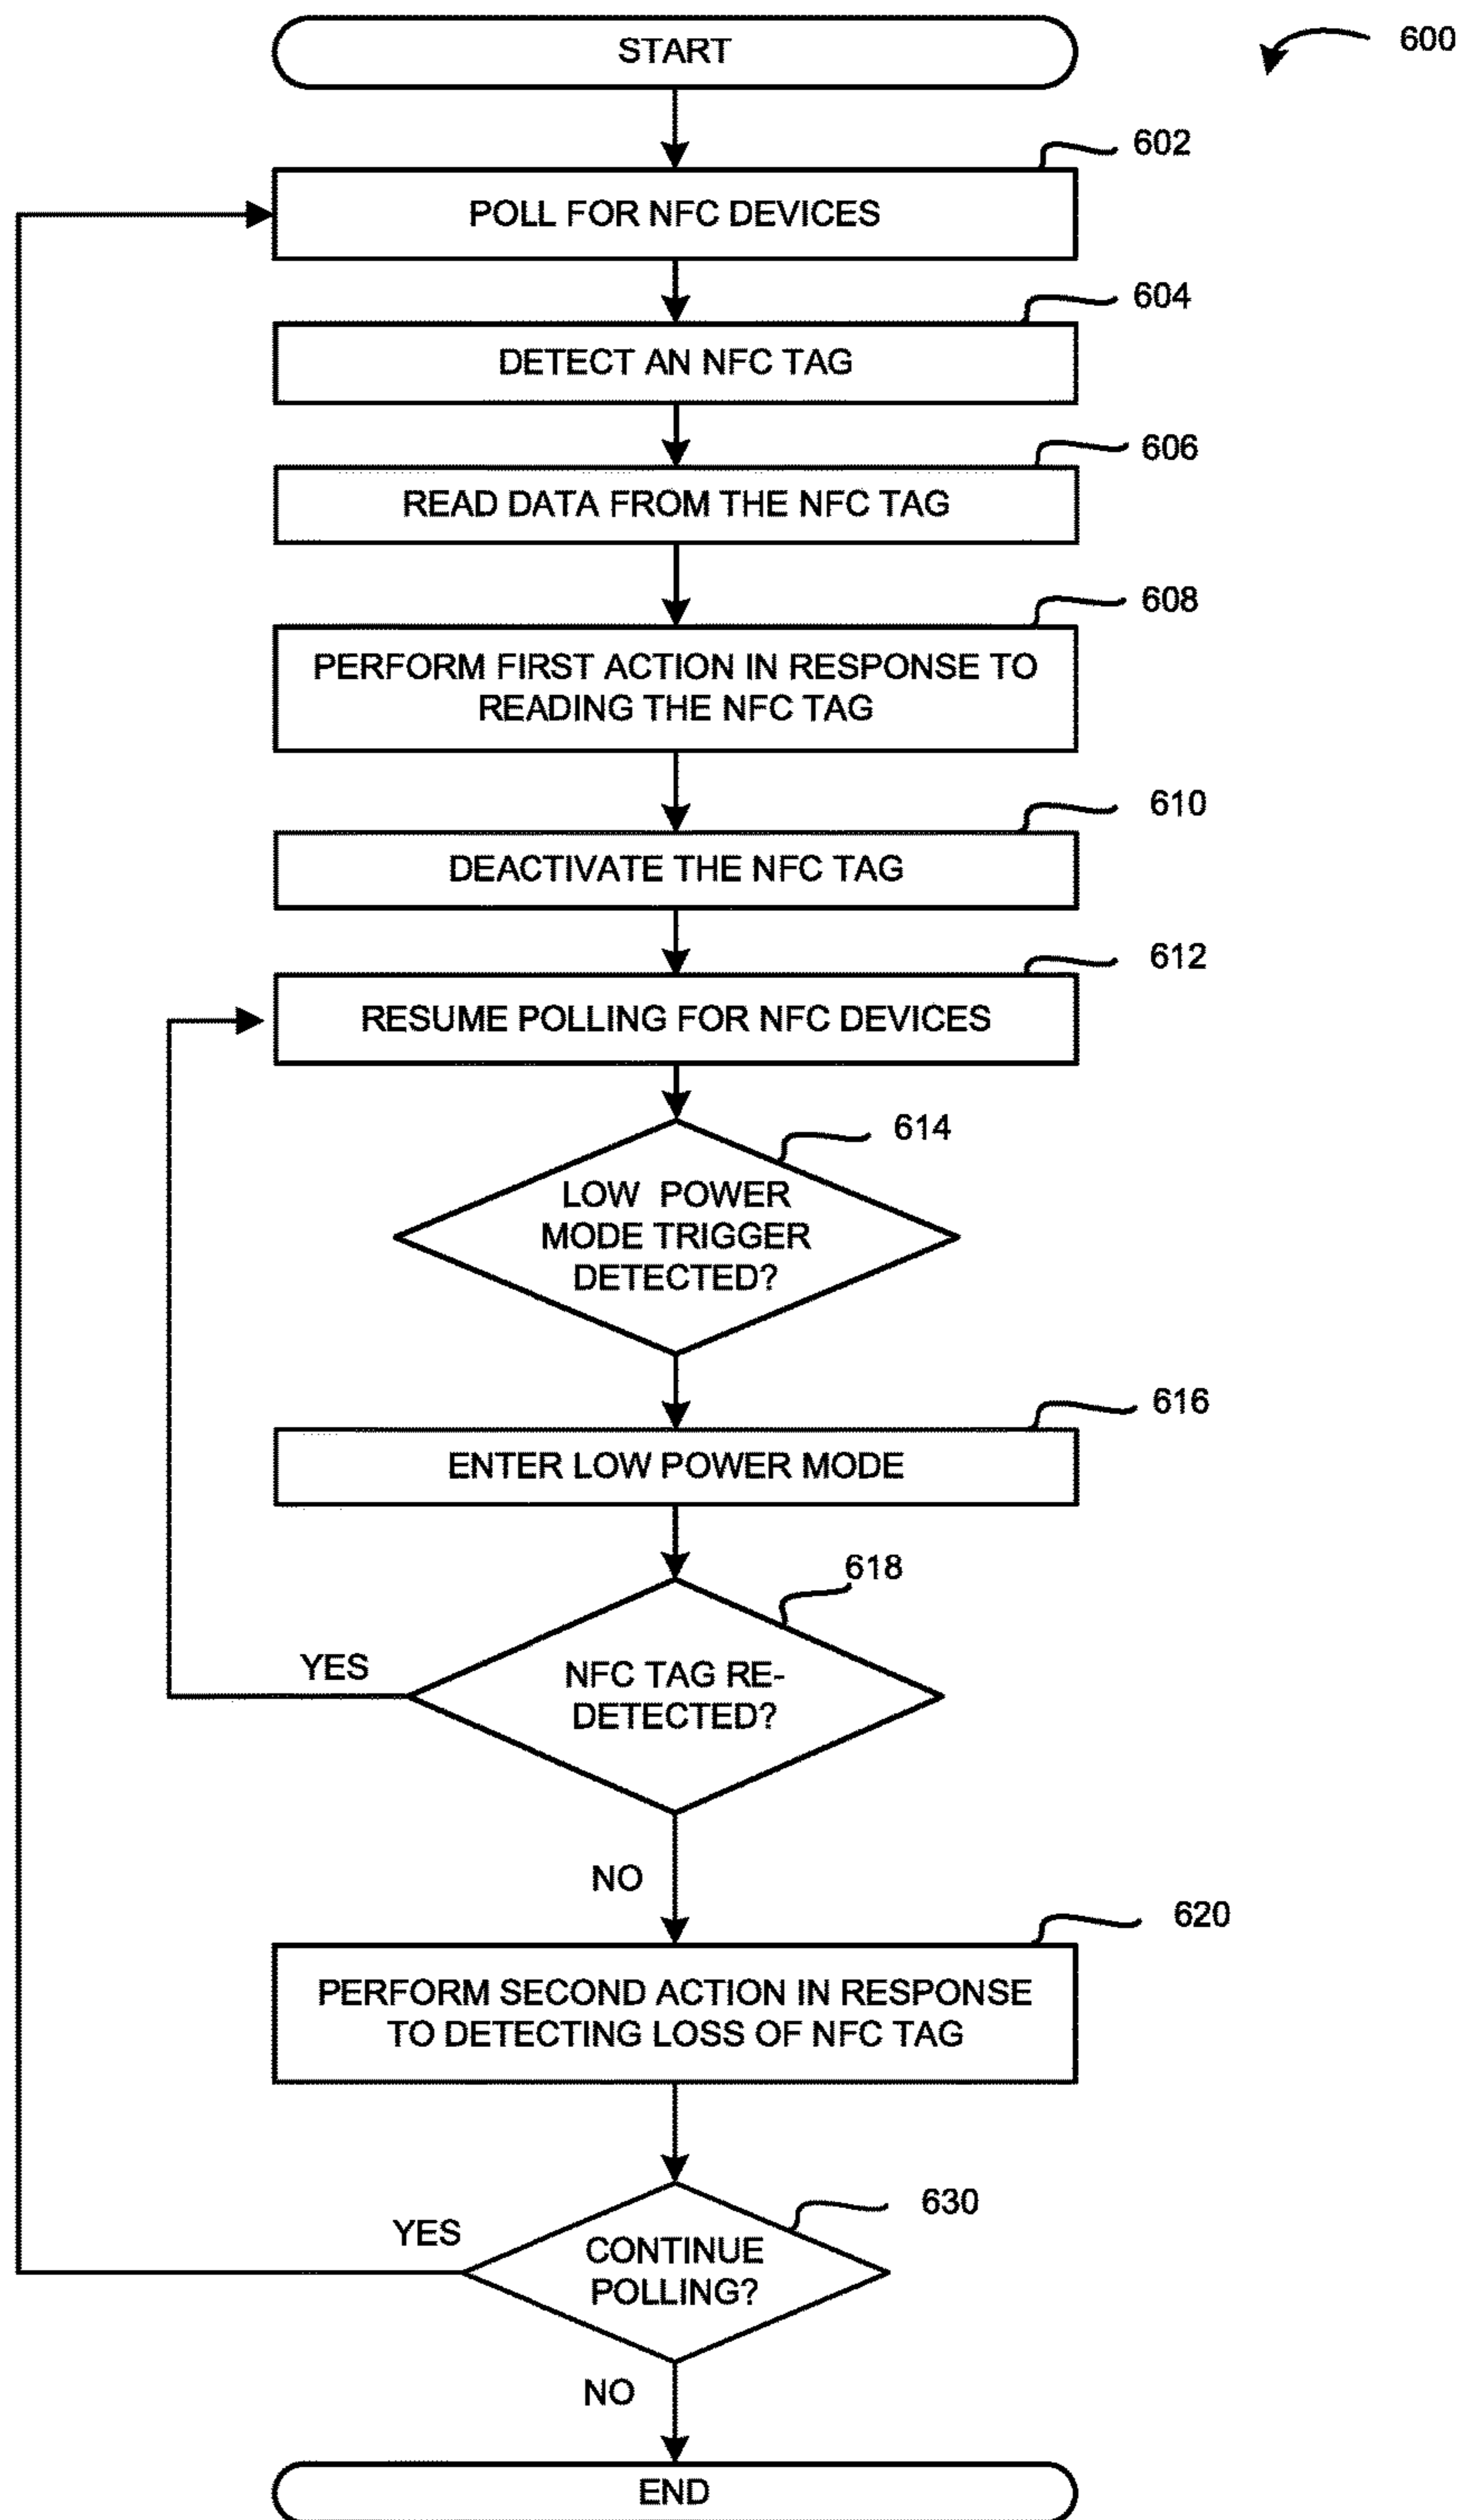 START
600
602
POLL FOR NFC DEVICES
604
DETECT AN NFC TAG
606
READ DATA FROM THE NFC TAG
608
PERFORM FIRST ACTION IN RESPONSE TO
READING THE NFC TAG
610
DEACTIVATE THE NFC TAG
612
RESUME POLLING FOR NFC DEVICES
614
LOW POWER
MODE TRIGGER
DETECTED?
616
ENTER LOW POWER MODE
618
YES
NFC TAG RE-
DETECTED?
NO
620
PERFORM SECOND ACTION IN RESPONSE
TO DETECTING LOSS OF NFC TAG
630
YES
CONTINUE
POLLING?
NO
END